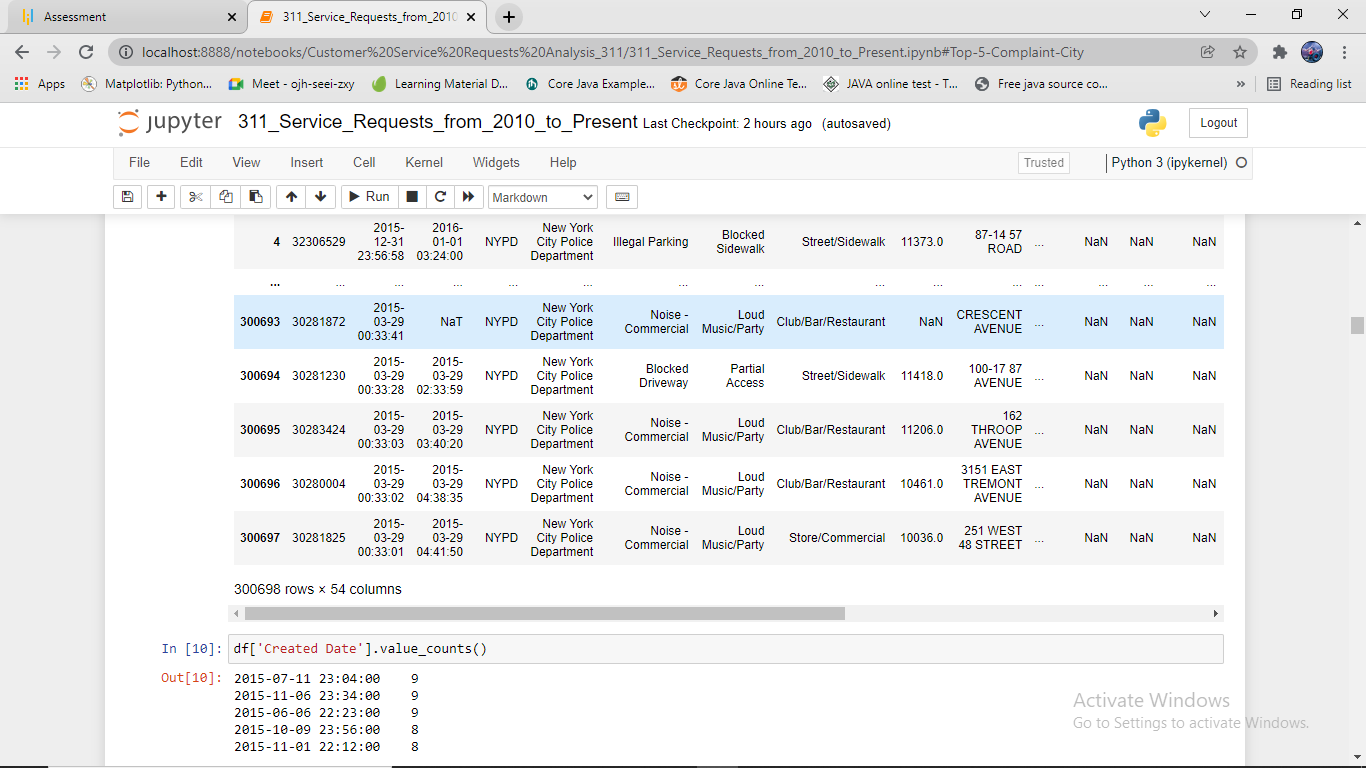 Assessment
311_Service_Requests_from_2010
localhost:8888/notebooks/Customer%20Service%20Requests%20Analysis_311/311_Service_Requests_from_2010_to_Present.ipynb#Top-5-Complaint-City
Apps Matplotlib: Python... Meet - ojh-seei-zxy Learning Material D... Core Java Example... Core Java Online Te... JAVA online test - T... Free java source co... » Reading list
jupyter 311_Service_Requests_from_2010_to_Present Last Checkpoint: 2 hours ago (autosaved) Logout
File Edit View Insert Cell Kernel Widgets Help Trusted Python 3 (ipykernel)
Run Markdown
4 32306529 2015-12-31 23:56:58 2016-01-01 03:24:00 NYPD New York City Police Department Illegal Parking Blocked Sidewalk Street/Sidewalk 11373.0 87-14 57 ROAD ... NaN NaN NaN
... ... ... ... ... ... ... ... ... ... ... ... ... ... ...
300693 30281872 2015-03-29 00:33:41 NaT NYPD New York City Police Department Noise - Commercial Loud Music/Party Club/Bar/Restaurant NaN CRESCENT AVENUE ... NaN NaN NaN
300694 30281230 2015-03-29 00:33:28 2015-03-29 02:33:59 NYPD New York City Police Department Blocked Driveway Partial Access Street/Sidewalk 11418.0 100-17 87 AVENUE ... NaN NaN NaN
300695 30283424 2015-03-29 00:33:03 2015-03-29 03:40:20 NYPD New York City Police Department Noise - Commercial Loud Music/Party Club/Bar/Restaurant 11206.0 162 THROOP AVENUE ... NaN NaN NaN
300696 30280004 2015-03-29 00:33:02 2015-03-29 04:38:35 NYPD New York City Police Department Noise - Commercial Loud Music/Party Club/Bar/Restaurant 10461.0 3151 EAST TREMONT AVENUE ... NaN NaN NaN
300697 30281825 2015-03-29 00:33:01 2015-03-29 04:41:50 NYPD New York City Police Department Noise - Commercial Loud Music/Party Store/Commercial 10036.0 251 WEST 48 STREET ... NaN NaN NaN
300698 rows × 54 columns
In [10]: df['Created Date'].value_counts()
Out[10]: 2015-07-11 23:04:00 9
2015-11-06 23:34:00 9
2015-06-06 22:23:00 9
2015-10-09 23:56:00 8
2015-11-01 22:12:00 8
Activate Windows
Go to Settings to activate Windows.